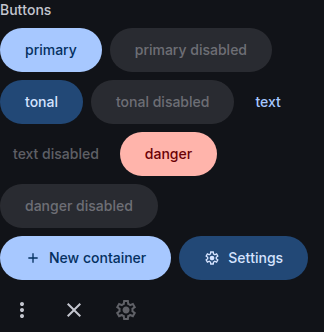 Buttons
primary primary disabled
tonal tonal disabled text
text disabled danger
danger disabled
New container Settings